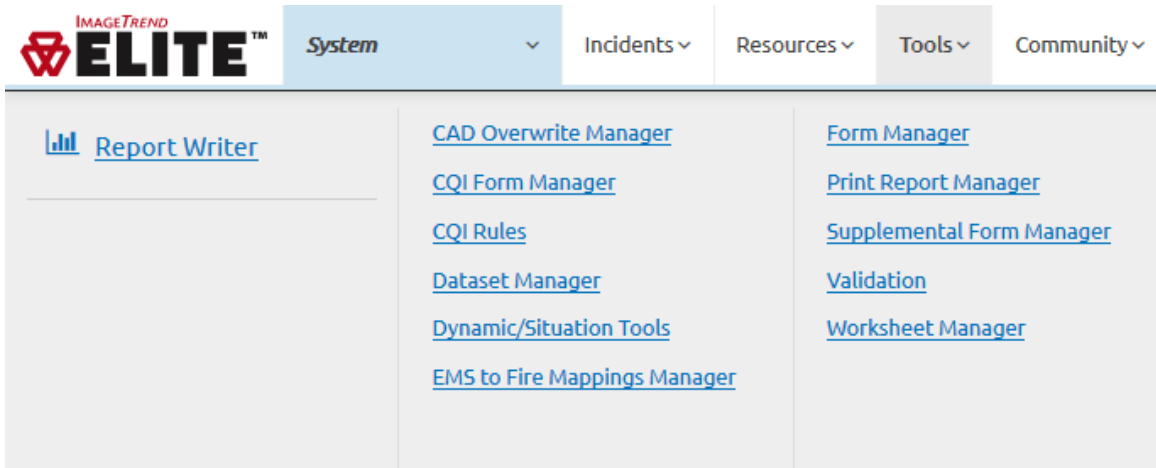 IMAGETREND
ELITE™
System
Incidents
Resources
Tools
Community
Report Writer
CAD Overwrite Manager
CQI Form Manager
CQI Rules
Dataset Manager
Dynamic/Situation Tools
EMS to Fire Mappings Manager
Form Manager
Print Report Manager
Supplemental Form Manager
Validation
Worksheet Manager